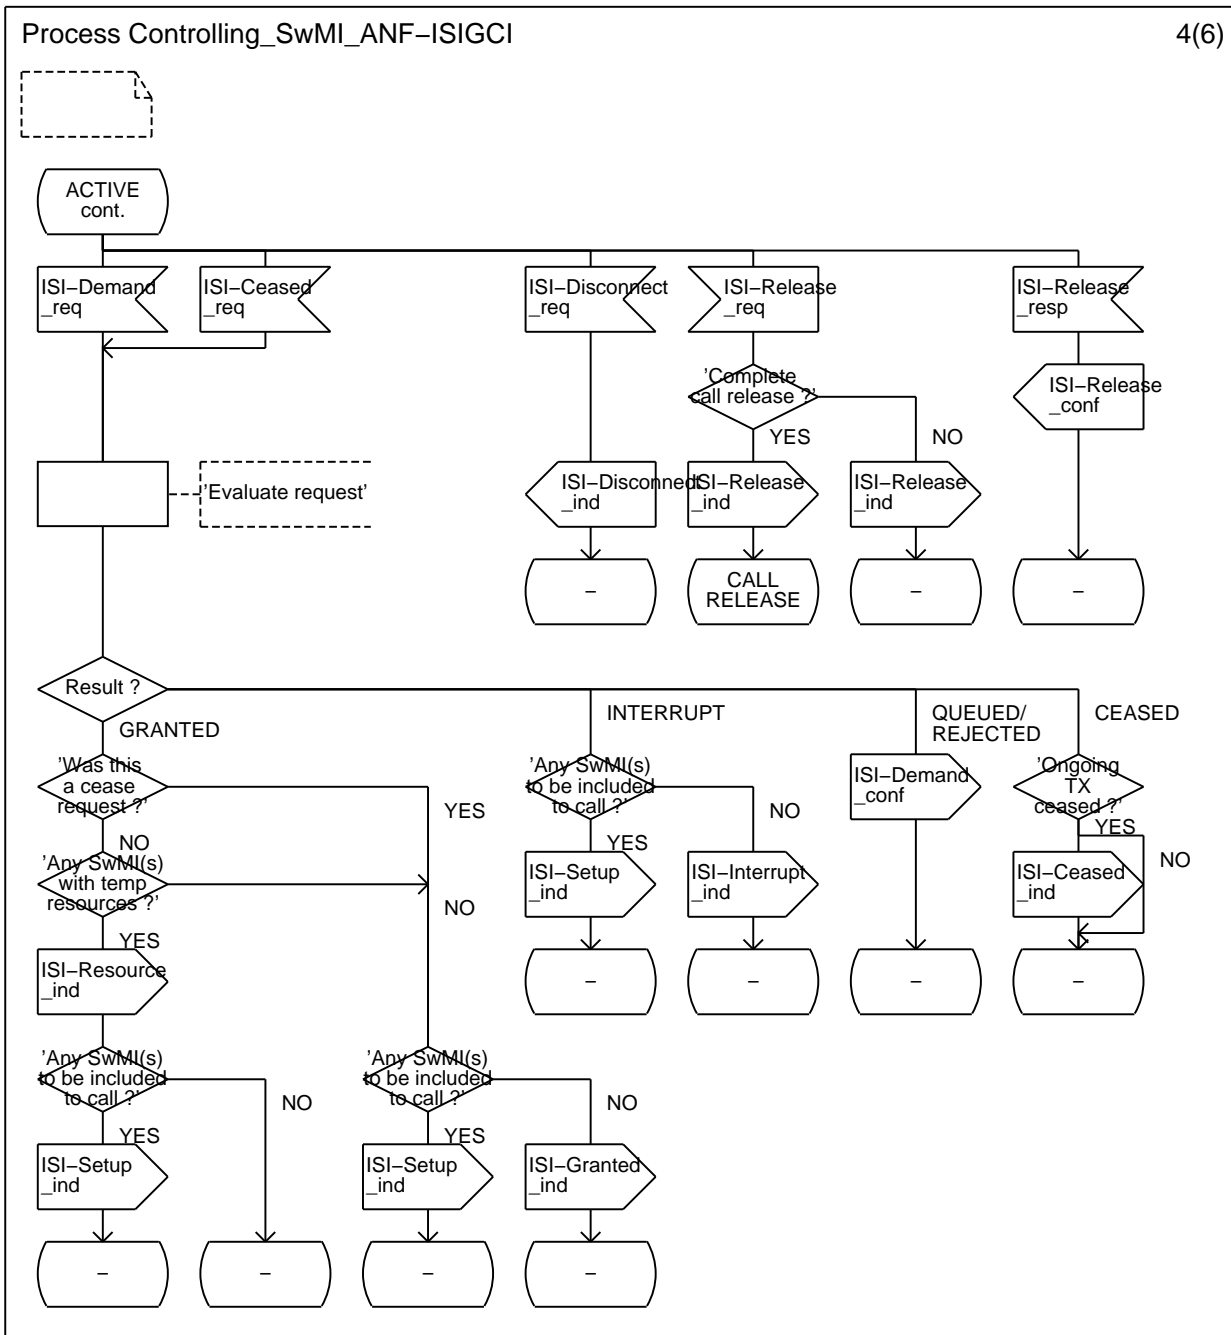 Process Controlling_SwMI_ANF−ISIGCI
4(6)
ACTIVE
cont.
ISI−Demand
_req
ISI−Ceased
_req
ISI−Disconnect
_req
ISI−Release
_req
ISI−Release
_resp
'Complete
call release ?'
ISI−Release
_conf
YES
NO
'Evaluate request'
ISI−Disconnect
_ind
ISI−Release
_ind
ISI−Release
_ind
−
CALL
RELEASE
−
−
Result ?
GRANTED
INTERRUPT
QUEUED/
REJECTED
CEASED
'Was this
a cease
request ?'
YES
'Any SwMI(s)
to be included
to call ?'
NO
ISI−Demand
_conf
'Ongoing
TX
ceased ?'
NO
YES
YES
NO
'Any SwMI(s)
with temp
resources ?'
NO
ISI−Setup
_ind
ISI−Interrupt
_ind
ISI−Ceased
_ind
YES
ISI−Resource
_ind
−
−
−
−
'Any SwMI(s)
to be included
to call ?'
NO
'Any SwMI(s)
to be included
to call ?'
NO
YES
YES
ISI−Setup
_ind
ISI−Setup
_ind
ISI−Granted
_ind
−
−
−
−